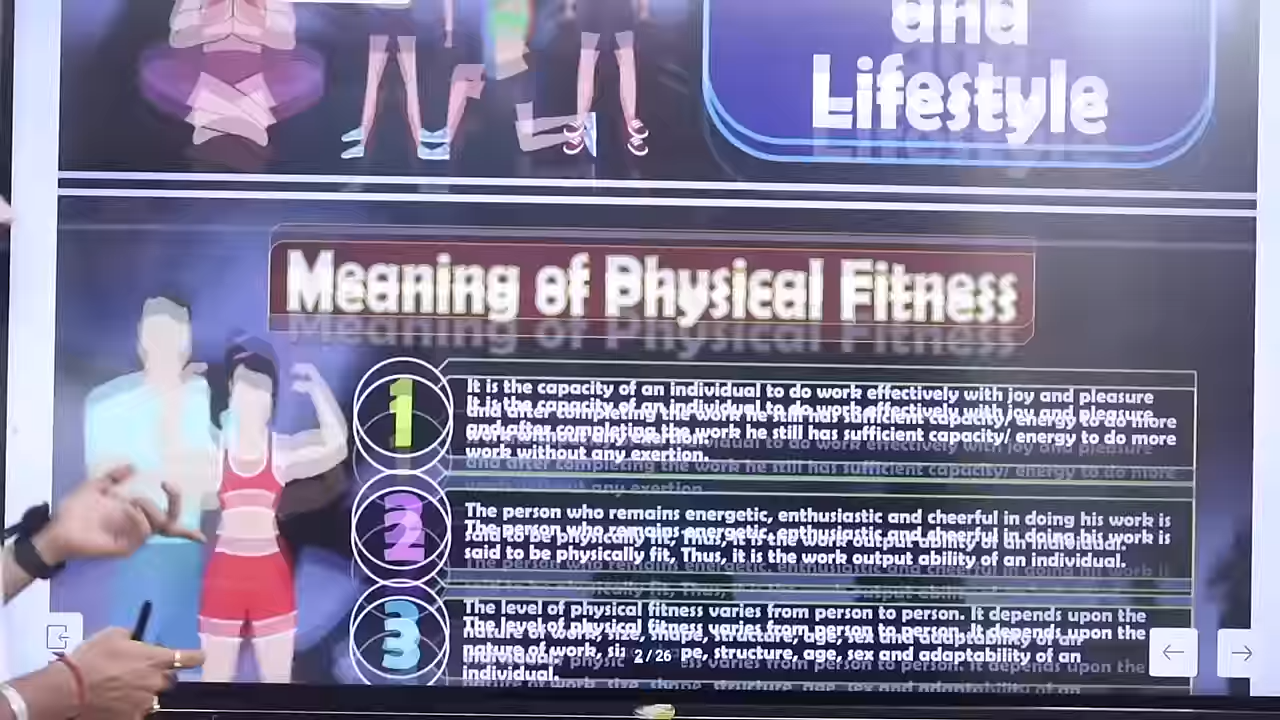 and
Lifestyle
Meaning of Physical Fitness
1
It is the capacity of an individual to do work effectively with joy and pleasure
and after completing the work he still has sufficient capacity/ energy to do more
work without any exertion.
2
The person who remains energetic, enthusiastic and cheerful in doing his work is
said to be physically fit, Thus, it is the work output ability of an individual.
3
The level of physical fitness varies from person to person. It depends upon the
nature of work, size, shape, structure, age, sex and adaptability of an
individual.
2/26